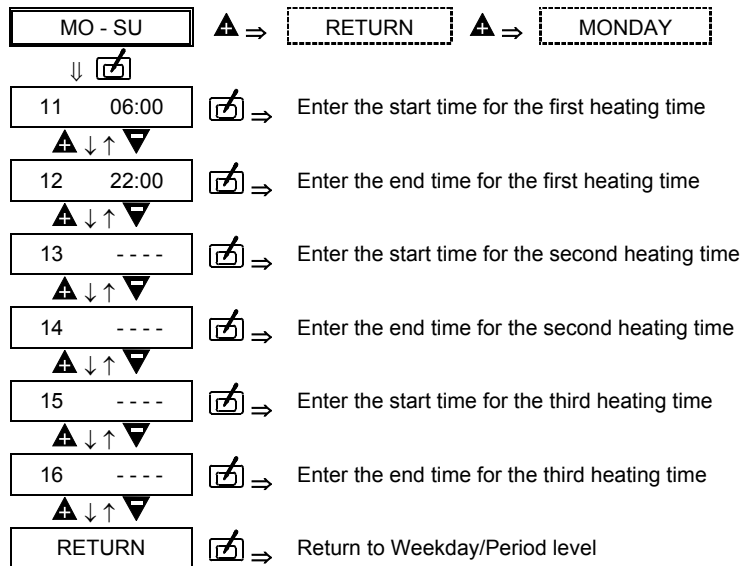 MO - SU ⇒ RETURN ⇒ MONDAY
⇓
11 06:00 ⇒ Enter the start time for the first heating time
↓↑
12 22:00 ⇒ Enter the end time for the first heating time
↓↑
13 - - - - ⇒ Enter the start time for the second heating time
↓↑
14 - - - - ⇒ Enter the end time for the second heating time
↓↑
15 - - - - ⇒ Enter the start time for the third heating time
↓↑
16 - - - - ⇒ Enter the end time for the third heating time
↓↑
RETURN ⇒ Return to Weekday/Period level